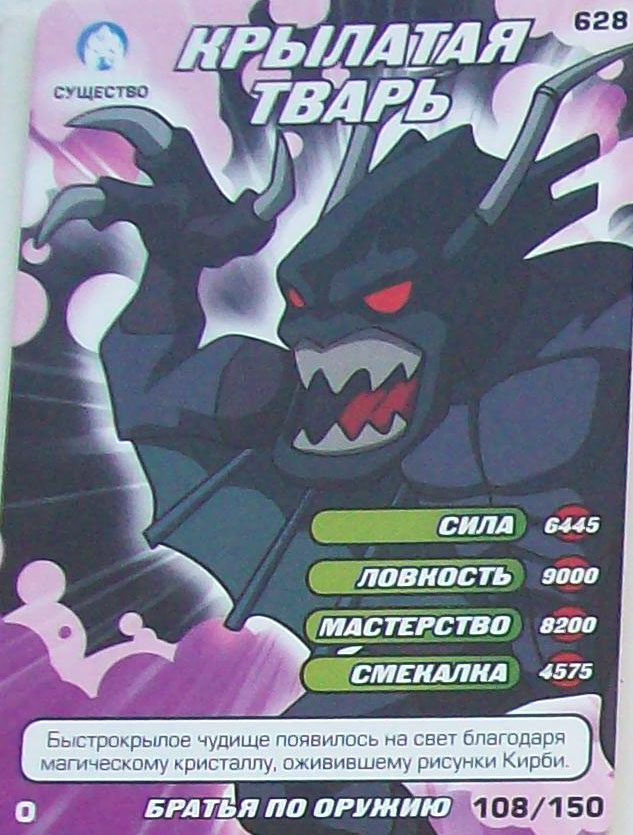 628
КРЫЛАТАЯ
ТВАРЬ
СУЩЕСТВО
СИЛА 6445
ЛОВКОСТЬ 9000
МАСТЕРСТВО 8200
СМЕКАЛКА 4575
Быстрокрылое чудище появилось на свет благодаря
магическому кристаллу, оживившему рисунки Кирби.
0 БРАТЬЯ ПО ОРУЖИЮ 108/150